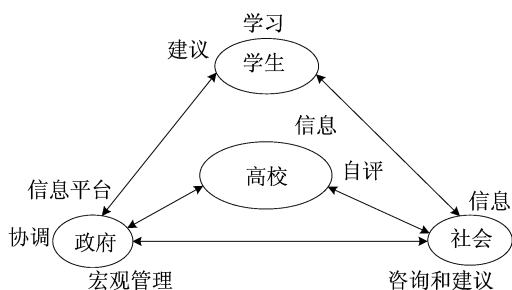 学习
建议
学生
信息
高校
自评
信息平台
信息
协调
政府
社会
宏观管理
咨询和建议